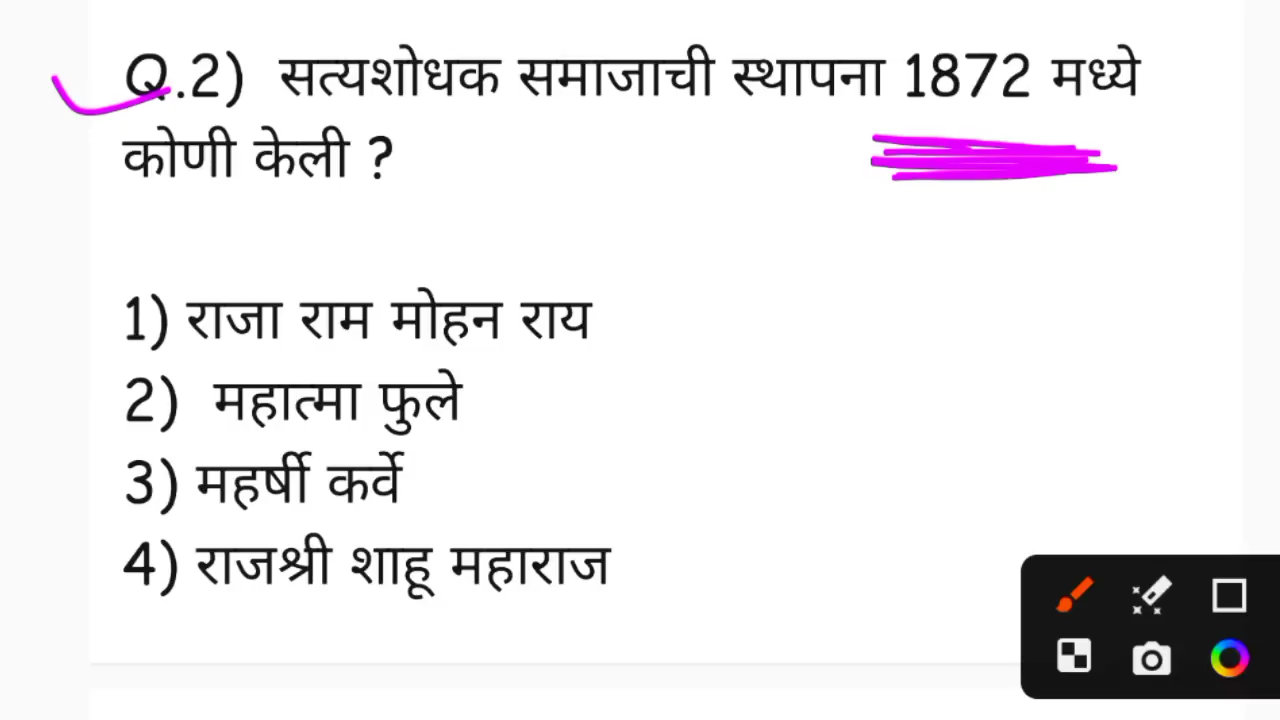 Q.2) सत्यशोधक समाजाची स्थापना 1872 मध्ये
कोणी केली ?
1) राजा राम मोहन राय
2) महात्मा फुले
3) महर्षी कर्वे
4) राजश्री शाहू महाराज